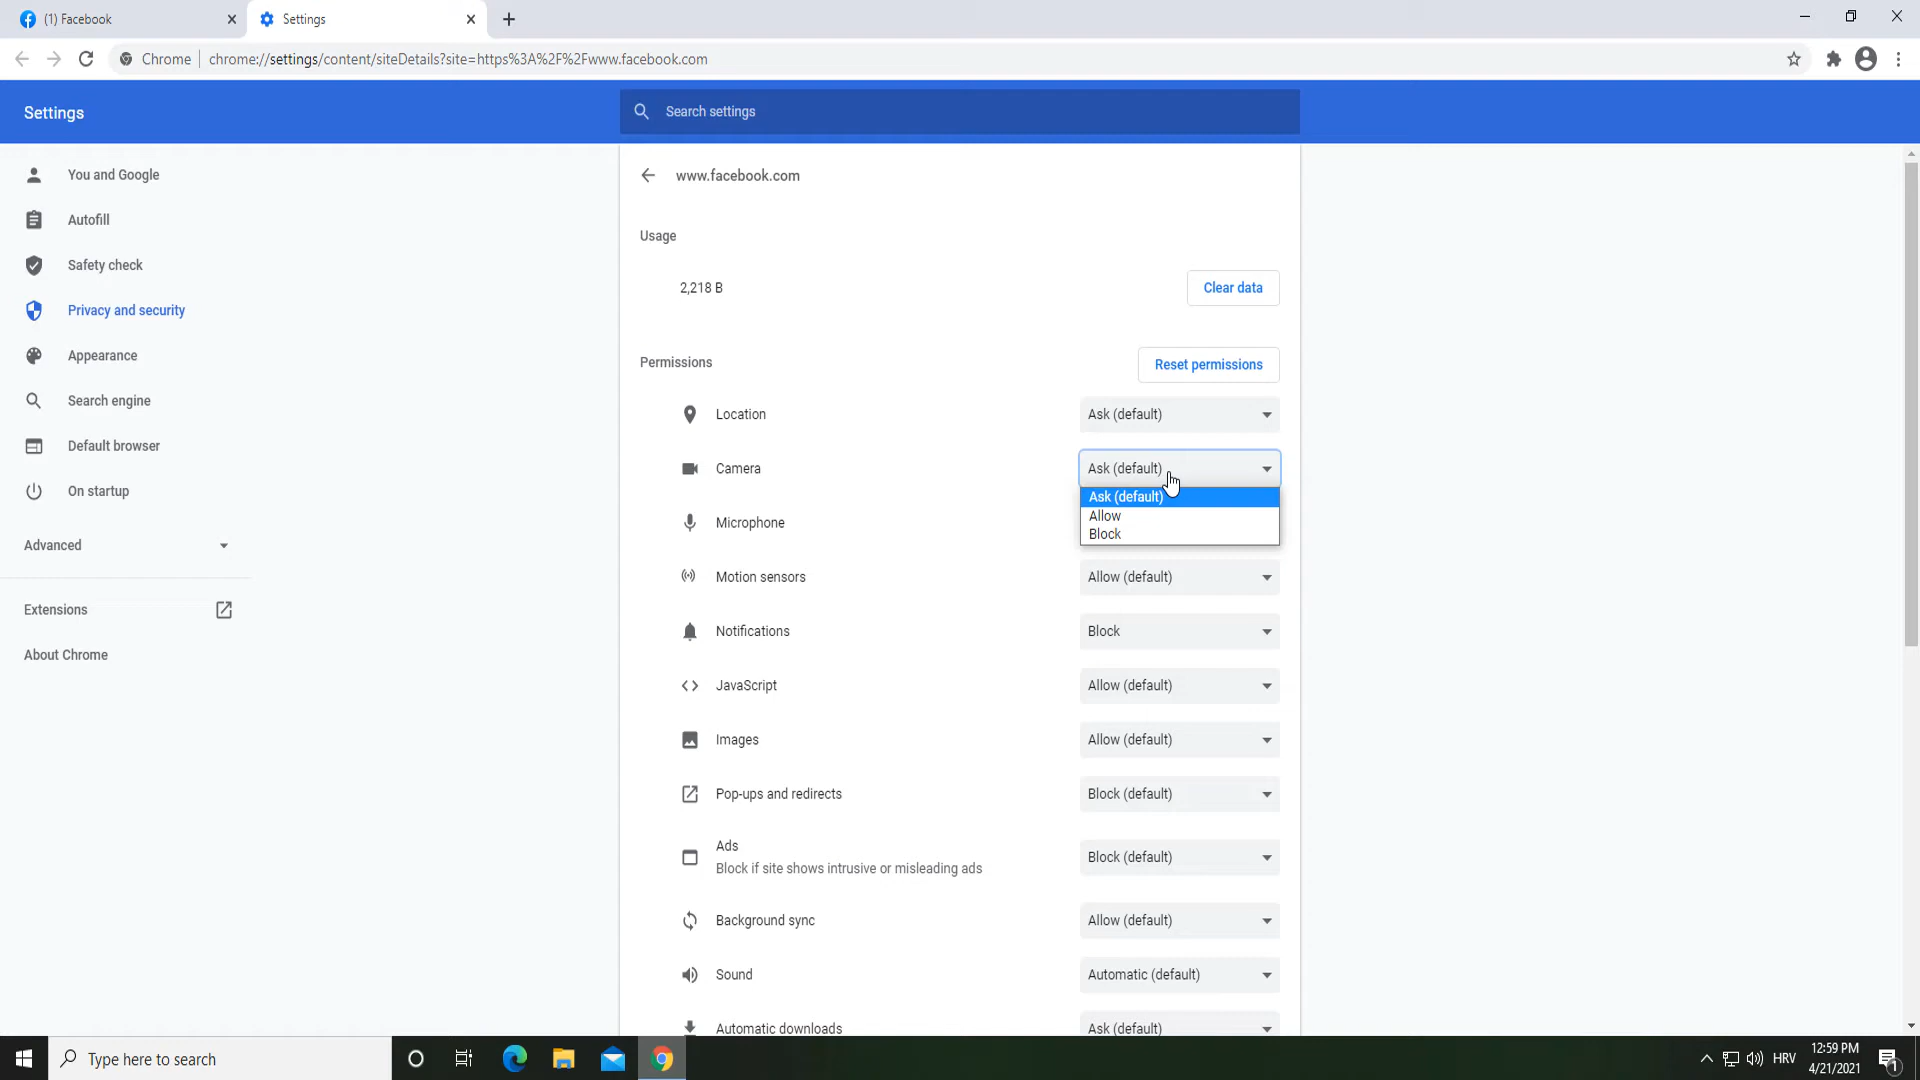 (1) Facebook
Settings
Chrome
chrome://settings/content/siteDetails?site=https%3A%2F%2Fwww.facebook.com
Settings
Search settings
You and Google
Autofill
Safety check
Privacy and security
Appearance
Search engine
Default browser
On startup
Advanced
Extensions
About Chrome
www.facebook.com
Usage
2,218 B
Clear data
Permissions
Reset permissions
Location
Ask (default)
Camera
Ask (default)
Ask (default)
Allow
Block
Microphone
Motion sensors
Allow (default)
Notifications
Block
JavaScript
Allow (default)
Images
Allow (default)
Pop-ups and redirects
Block (default)
Ads
Block if site shows intrusive or misleading ads
Block (default)
Background sync
Allow (default)
Sound
Automatic (default)
Automatic downloads
Ask (default)
Type here to search
HRV
12:59 PM
4/21/2021
1